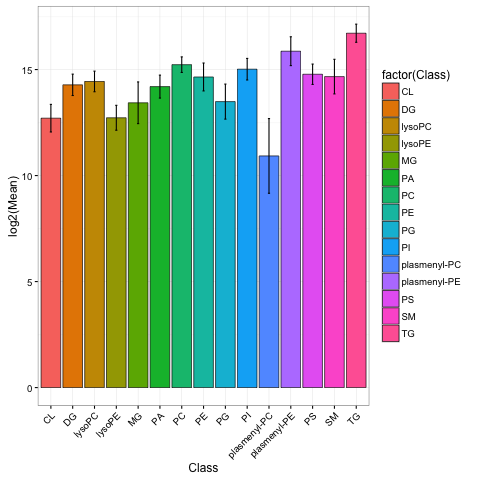 log2(Mean)
15
10
5
0
CL
DG
lysoPC
lysoPE
MG
PA
PC
PE
PG
PI
plasmenyl-PC
plasmenyl-PE
PS
SM
TG
Class
factor(Class)
CL
DG
lysoPC
lysoPE
MG
PA
PC
PE
PG
PI
plasmenyl-PC
plasmenyl-PE
PS
SM
TG